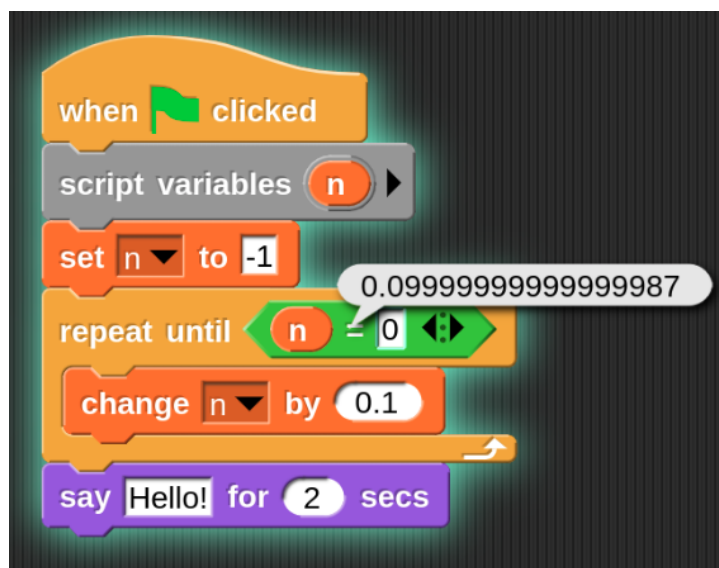 when clicked
script variables n
set n to -1
0.09999999999999987
repeat until n = 0
change n by 0.1
say Hello! for 2 secs